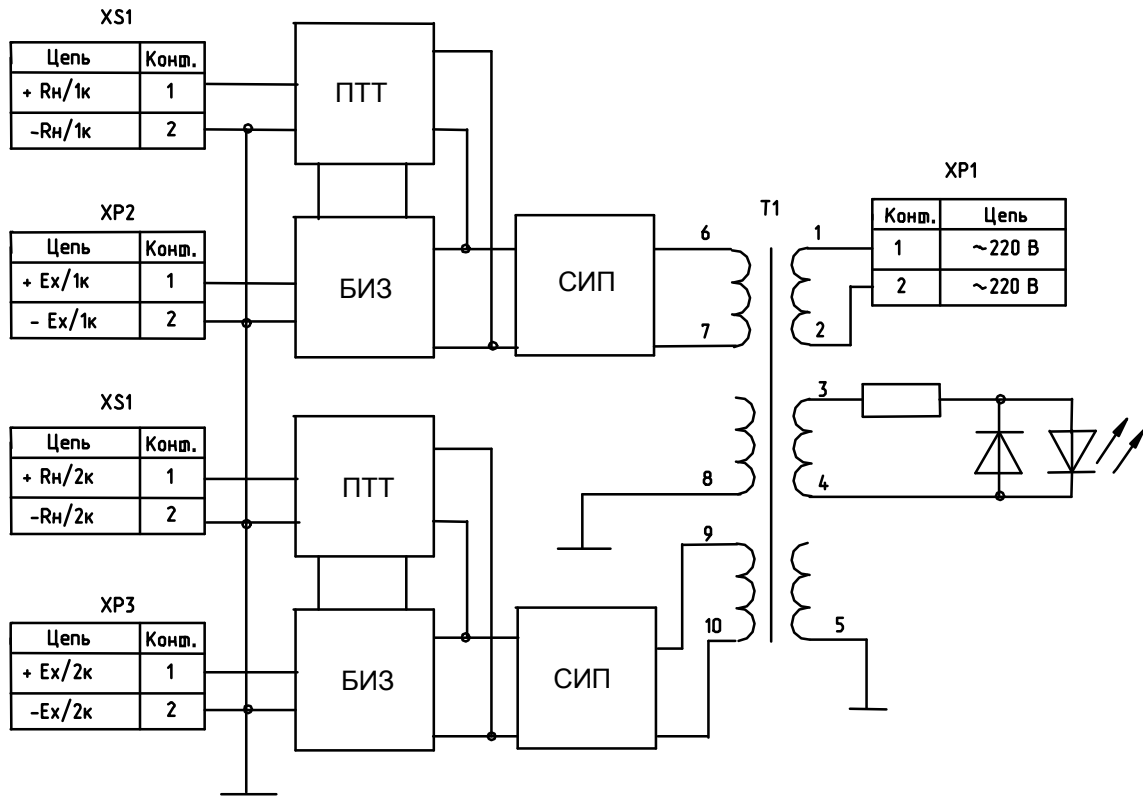 XS1
Цепь Конт.
+ Rн/1к 1
-Rн/1к 2
ПТТ
XP2
Цепь Конт.
+ Ex/1к 1
- Ex/1к 2
БИЗ
СИП
6
7
8
9
10
T1
1
2
3
4
5
XP1
Конт. Цепь
1 ~220 В
2 ~220 В
XS1
Цепь Конт.
+ Rн/2к 1
-Rн/2к 2
ПТТ
XP3
Цепь Конт.
+ Ex/2к 1
-Ex/2к 2
БИЗ
СИП